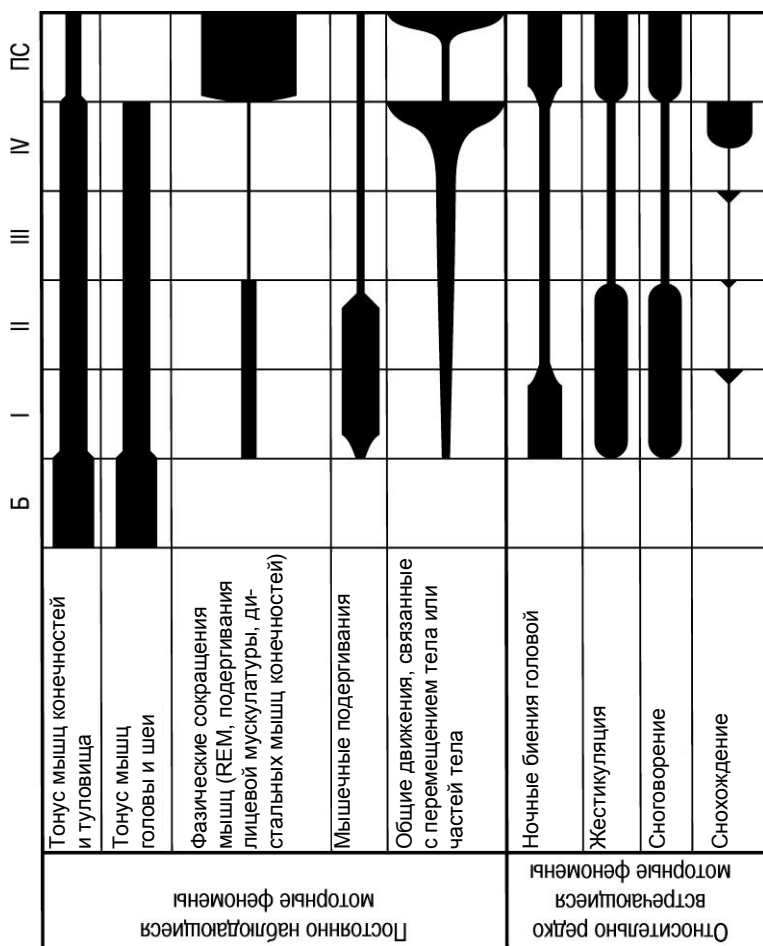 Б
I
II
III
IV
ПС
Тонус мышц конечностей
и туловища
Тонус мышц
головы и шеи
Фазические сокращения
мышц (REM, подергивания
лицевой мускулатуры, ди-
стальных мышц конечностей)
Мышечные подергивания
Общие движения, связанные
с перемещением тела или
частей тела
Ночные биения головой
Жестикуляция
Сноговорение
Снохождение
Постоянно наблюдающиеся
моторные феномены
Относительно редко
встречающиеся
моторные феномены